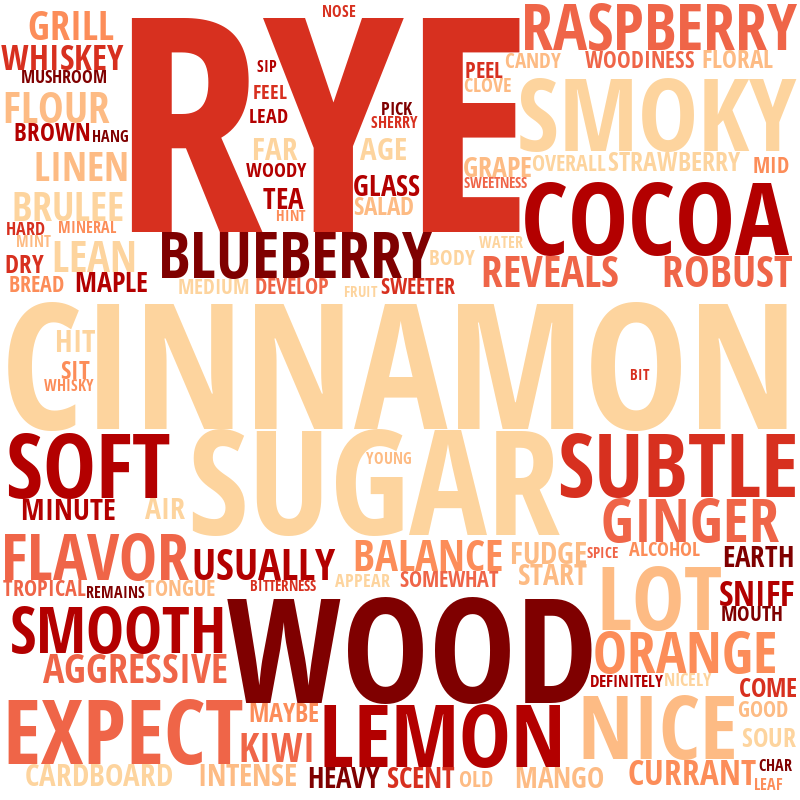 NOSE
GRILL
RYE
RASPBERRY
WHISKEY
MUSHROOM
SIP
PEEL
CANDY
WOODINESS
FLORAL
FEEL
CLOVE
FLOUR
LEAD
PICK
SHERRY
SMOKY
BROWN
HANG
FAR
AGE
LINEN
WOODY
GRAPE
OVERALL
STRAWBERRY
MID
GLASS
SWEETNESS
BRULEE
TEA
SALAD
HINT
COCOA
HARD
MINERAL
MINT
LEAN
BLUEBERRY
WATER
BODY
DRY
REVEALS
ROBUST
BREAD
MAPLE
MEDIUM
DEVELOP
FRUIT
SWEETER
CINNAMON
HIT
SIT
WHISKY
BIT
SOFT
SUGAR
YOUNG
SUBTLE
MINUTE
AIR
GINGER
FLAVOR
USUALLY
BALANCE
FUDGE
SPICE
ALCOHOL
EARTH
TROPICAL
REMAINS
TONGUE
BITTERNESS
APPEAR
SOMEWHAT
START
LOT
SNIFF
MOUTH
SMOOTH
WOOD
ORANGE
AGGRESSIVE
DEFINITELY
NICELY
COME
EXPECT
MAYBE
LEMON
NICE
GOOD
KIWI
SOUR
CARDBOARD
INTENSE
HEAVY
SCENT
OLD
MANGO
CURRANT
CHAR
LEAF